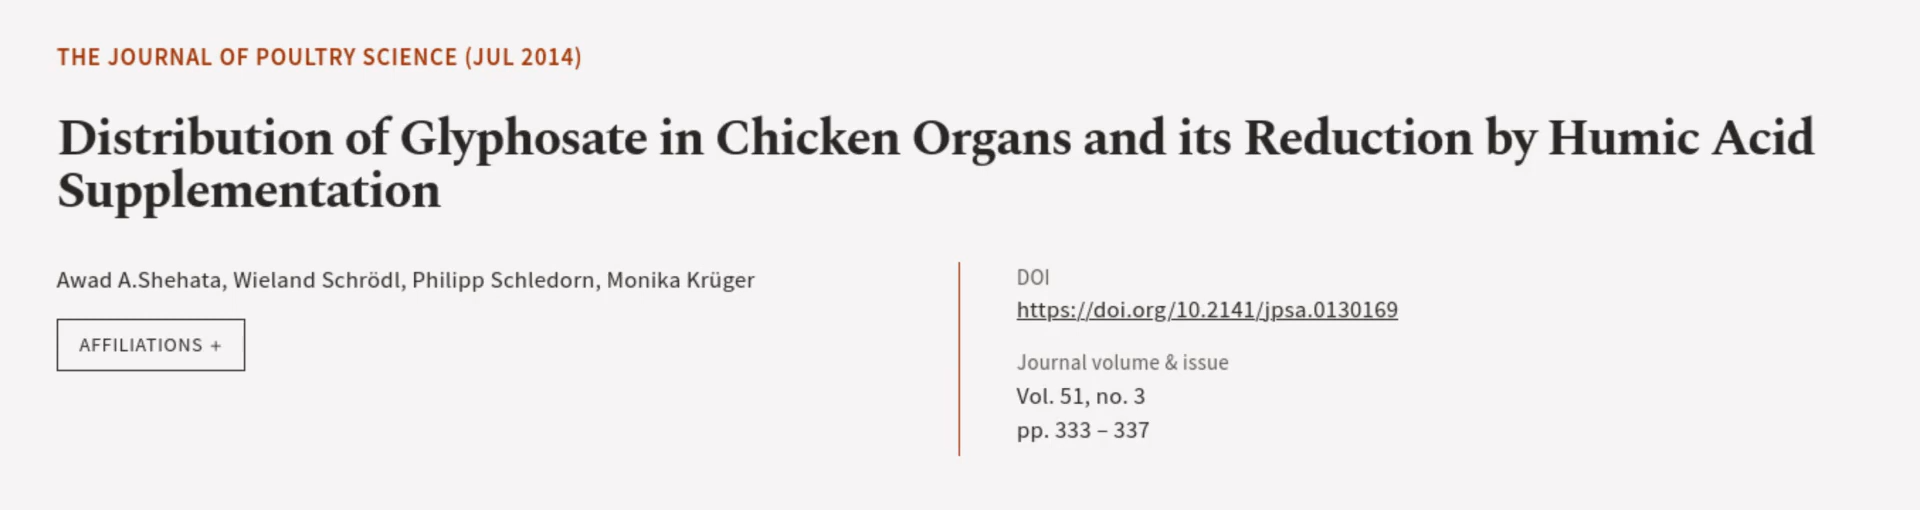 THE JOURNAL OF POULTRY SCIENCE (JUL 2014)
Distribution of Glyphosate in Chicken Organs and its Reduction by Humic Acid
Supplementation
Awad A.Shehata, Wieland Schrödl, Philipp Schledorn, Monika Krüger
AFFILIATIONS +
DOI
https://doi.org/10.2141/jpsa.0130169
Journal volume & issue
Vol. 51, no. 3
pp. 333 – 337